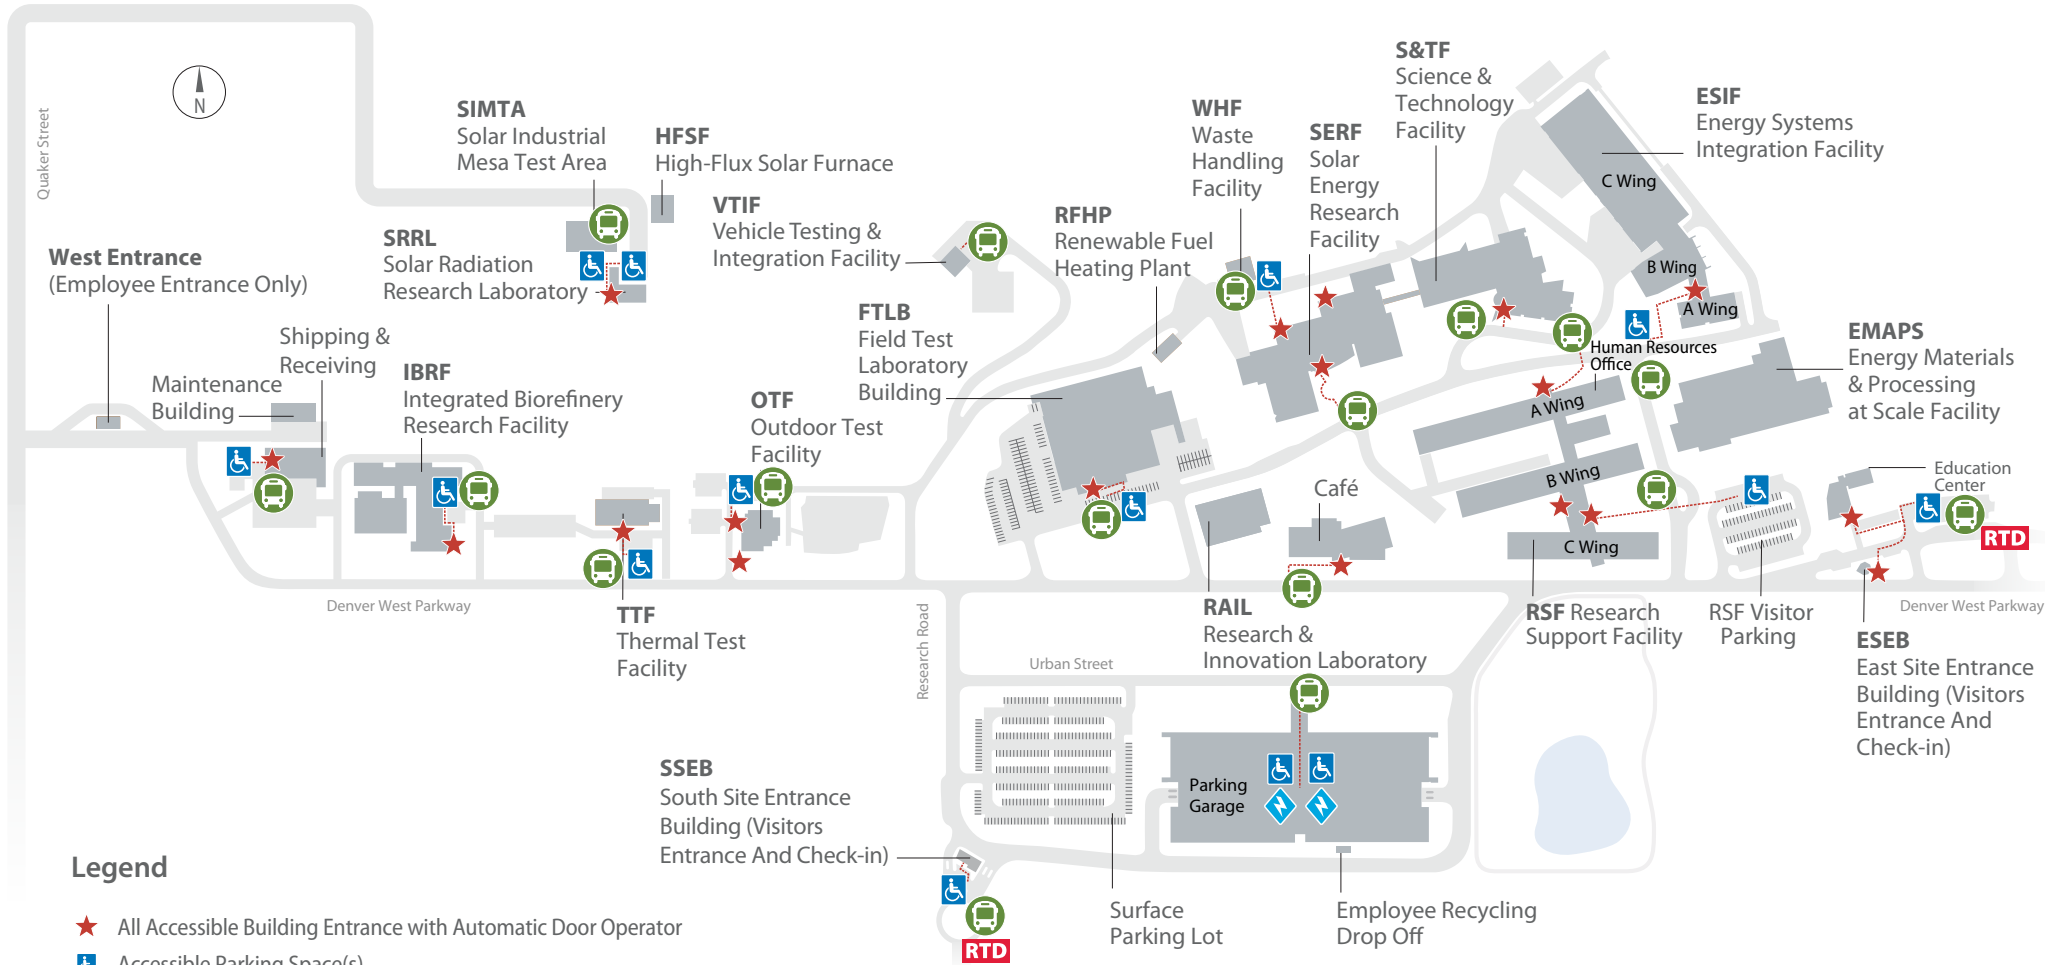 N
Quaker Street
West Entrance
(Employee Entrance Only)
Maintenance
Building
Shipping &
Receiving
IBRF
Integrated Biorefinery
Research Facility
SIMTA
Solar Industrial
Mesa Test Area
HFSF
High-Flux Solar Furnace
SRRL
Solar Radiation
Research Laboratory
VTIF
Vehicle Testing &
Integration Facility
OTF
Outdoor Test
Facility
FTLB
Field Test
Laboratory
Building
RFHP
Renewable Fuel
Heating Plant
WHF
Waste
Handling
Facility
SERF
Solar
Energy
Research
Facility
S&TF
Science &
Technology
Facility
ESIF
Energy Systems
Integration Facility
C Wing
B Wing
A Wing
Human Resources
Office
EMAPS
Energy Materials
& Processing
at Scale Facility
A Wing
B Wing
C Wing
Education
Center
RTD
Café
Denver West Parkway
TTF
Thermal Test
Facility
Research Road
RAIL
Research &
Innovation Laboratory
RSF Research
Support Facility
RSF Visitor
Parking
Denver West Parkway
ESEB
East Site Entrance
Building (Visitors
Entrance And
Check-in)
Urban Street
Parking
Garage
SSEB
South Site Entrance
Building (Visitors
Entrance And Check-in)
RTD
Surface
Parking Lot
Employee Recycling
Drop Off
Legend
All Accessible Building Entrance with Automatic Door Operator
Accessible Parking Space(s)